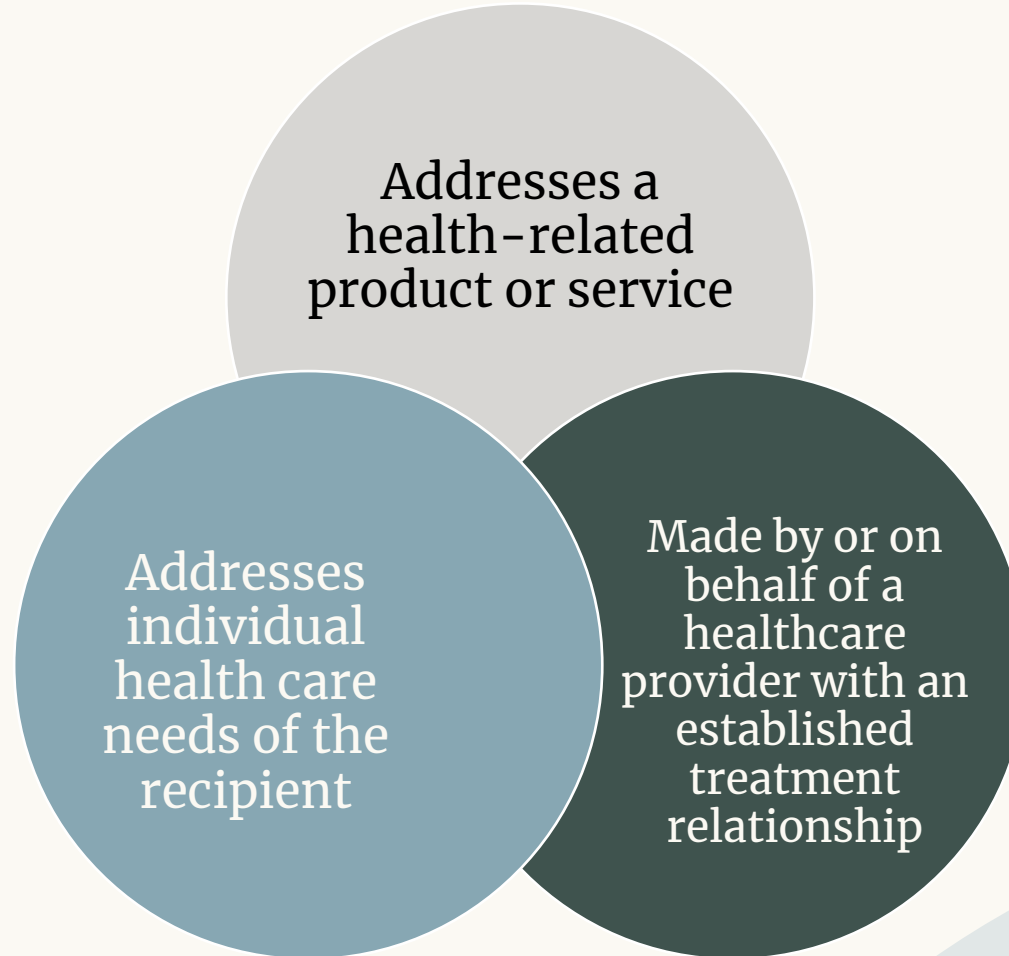 Addresses a
health-related
product or service
Addresses
individual
health care
needs of the
recipient
Made by or on
behalf of a
healthcare
provider with an
established
treatment
relationship